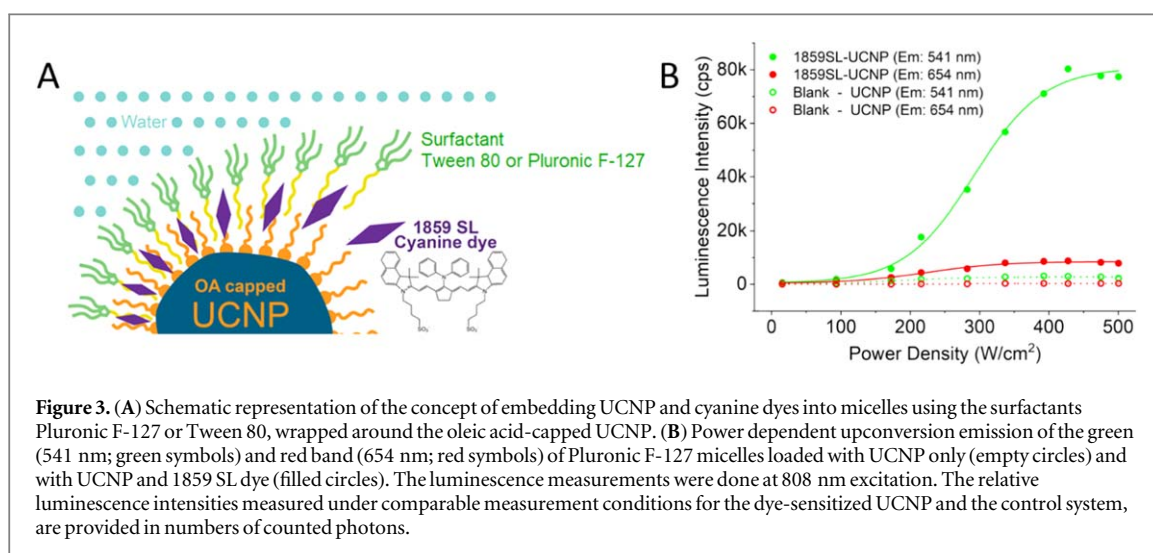 A
Water
Surfactant
Tween 80 or Pluronic F-127
1859 SL
Cyanine dye
OA capped
UCNP
SO₃
SO₃
B
1859SL-UCNP (Em: 541 nm)
1859SL-UCNP (Em: 654 nm)
Blank - UCNP (Em: 541 nm)
Blank - UCNP (Em: 654 nm)
Luminescence Intensity (cps)
80k
60k
40k
20k
0
0 100 200 300 400 500
Power Density (W/cm²)
Figure 3. (A) Schematic representation of the concept of embedding UCNP and cyanine dyes into micelles using the surfactants
Pluronic F-127 or Tween 80, wrapped around the oleic acid-capped UCNP. (B) Power dependent upconversion emission of the green
(541 nm; green symbols) and red band (654 nm; red symbols) of Pluronic F-127 micelles loaded with UCNP only (empty circles) and
with UCNP and 1859 SL dye (filled circles). The luminescence measurements were done at 808 nm excitation. The relative
luminescence intensities measured under comparable measurement conditions for the dye-sensitized UCNP and the control system,
are provided in numbers of counted photons.